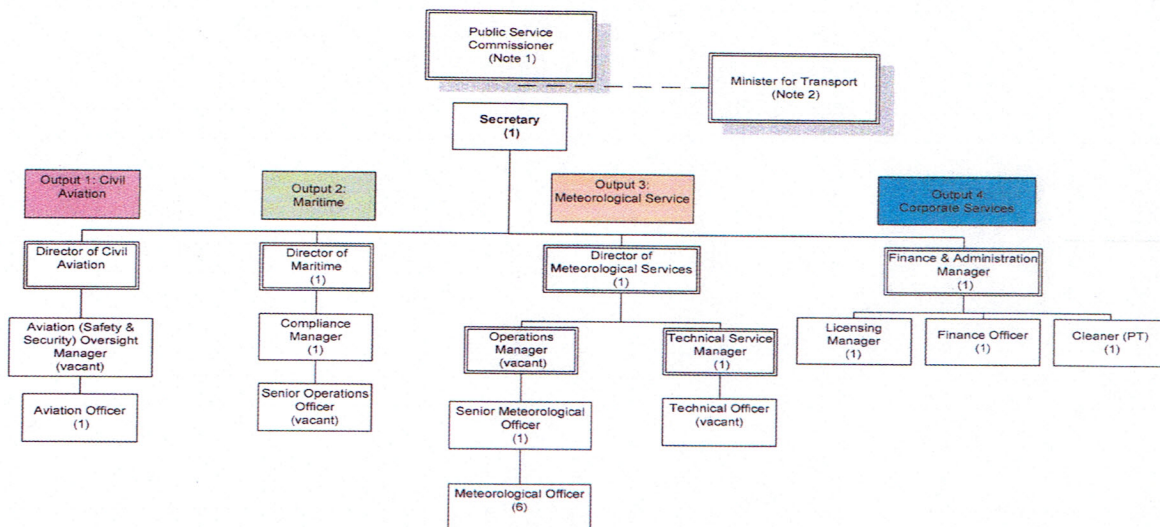 Public Service
Commissioner
(Note 1)
Minister for Transport
(Note 2)
Secretary
(1)
Output 1: Civil
Aviation
Output 2:
Maritime
Output 3:
Meteorological Service
Output 4:
Corporate Services
Director of Civil
Aviation
Director of
Maritime
(1)
Director of
Meteorological Services
(1)
Finance & Administration
Manager
(1)
Aviation (Safety &
Security) Oversight
Manager
(vacant)
Compliance
Manager
(1)
Operations
Manager
(vacant)
Technical Service
Manager
(1)
Licensing
Manager
(1)
Finance Officer
(1)
Cleaner (PT)
(1)
Aviation Officer
(1)
Senior Operations
Officer
(vacant)
Senior Meteorological
Officer
(1)
Technical Officer
(vacant)
Meteorological Officer
(6)